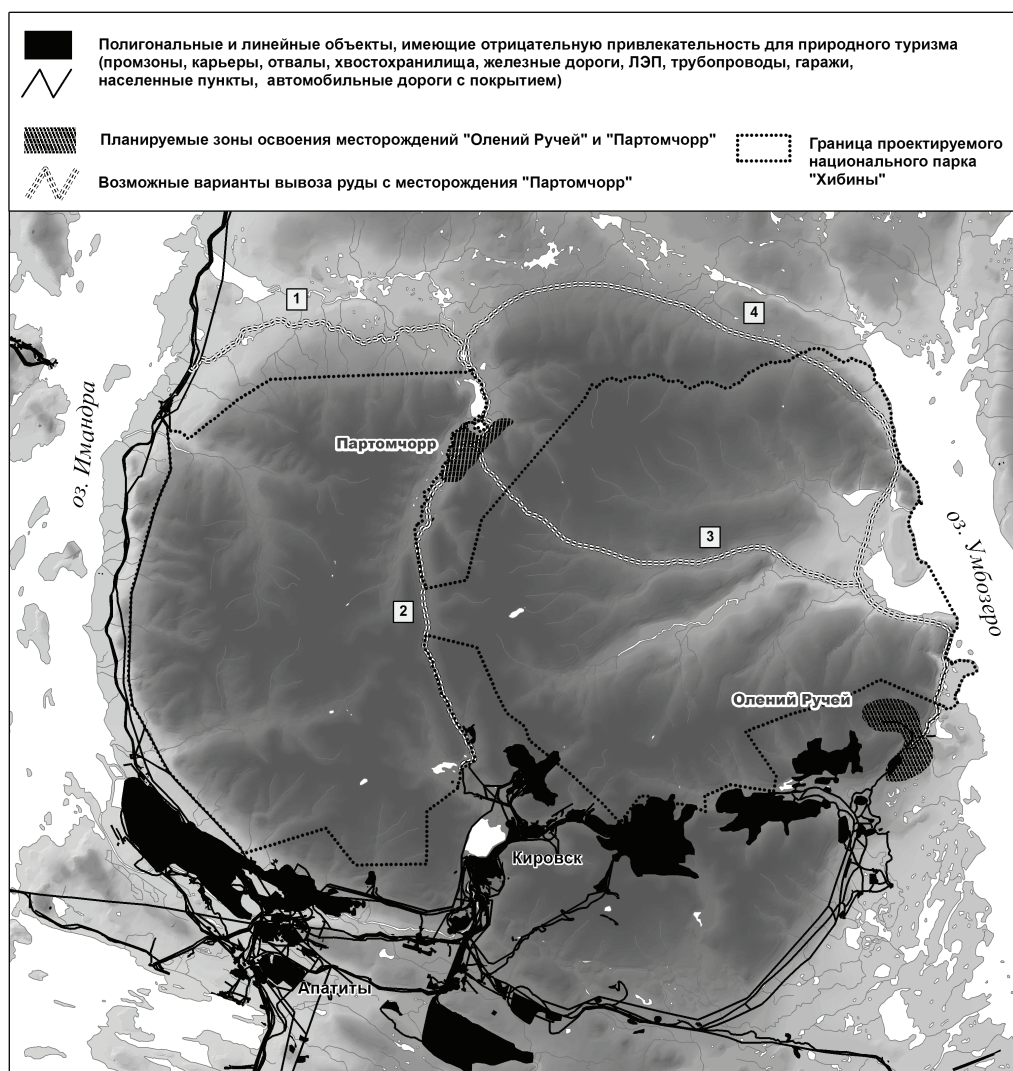 Полигональные и линейные объекты, имеющие отрицательную привлекательность для природного туризма
(промзоны, карьеры, отвалы, хвостохранилища, железные дороги, ЛЭП, трубопроводы, гаражи,
населенные пункты, автомобильные дороги с покрытием)
Планируемые зоны освоения месторождений "Олений Ручей" и "Партомчорр"
Возможные варианты вывоза руды с месторождения "Партомчорр"
Граница проектируемого
национального парка
"Хибины"
1
4
оз. Имандра
Партомчорр
3
оз. Умбозеро
2
Олений Ручей
Кировск
Апатиты